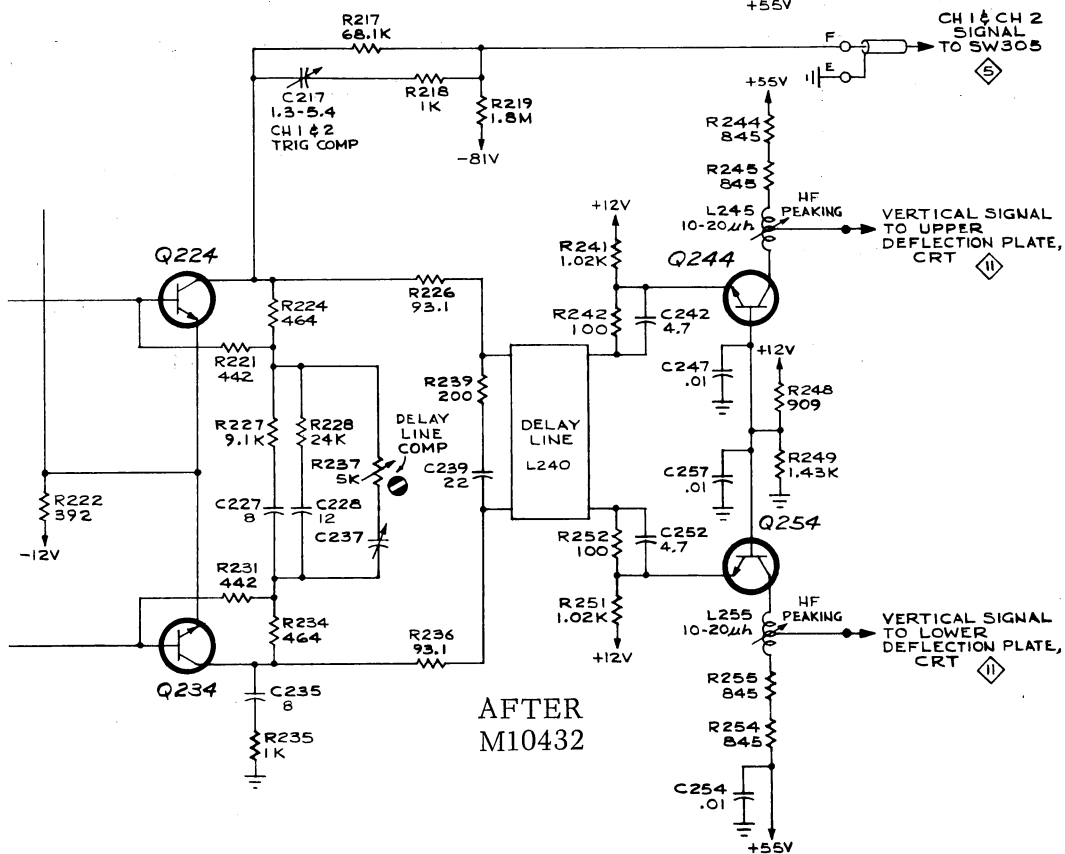 +55V
R217
68.1K
CH 1 & CH 2
SIGNAL
TO SW305
5
F
E
C217
1.3-5.4
CH 1 & 2
TRIG COMP
R218
1K
R219
1.8M
-81V
+55V
R244
845
R245
845
L245
10-20µh
HF
PEAKING
VERTICAL SIGNAL
TO UPPER
DEFLECTION PLATE,
CRT
11
+12V
R241
1.02K
Q244
Q224
R226
93.1
R224
464
R242
100
C242
4.7
R221
442
C247
.01
+12V
R248
909
R239
200
DELAY
LINE
L240
R227
9.1K
R228
24K
DELAY
LINE
COMP
R237
5K
C239
22
C257
.01
R249
1.43K
R222
392
-12V
C227
8
C228
12
C237
Q254
R252
100
C252
4.7
R231
442
R251
1.02K
+12V
R234
464
L255
10-20µh
HF
PEAKING
VERTICAL SIGNAL
TO LOWER
DEFLECTION PLATE,
CRT
11
R236
93.1
Q234
C235
8
R235
1K
AFTER
M10432
R255
845
R254
845
C254
.01
+55V